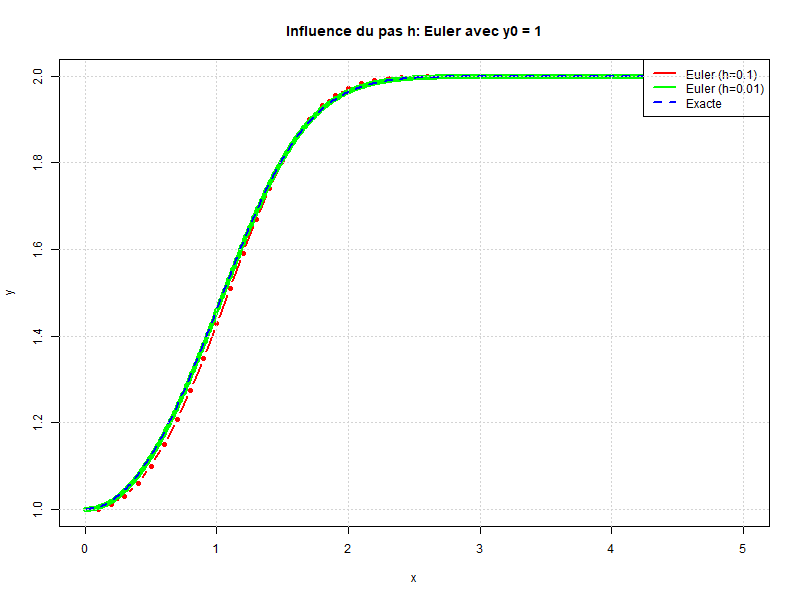 Influence du pas h: Euler avec y0 = 1
Euler (h=0.1)
Euler (h=0.01)
Exacte
2.0
1.8
1.6
1.4
1.2
1.0
y
0 1 2 3 4 5
x